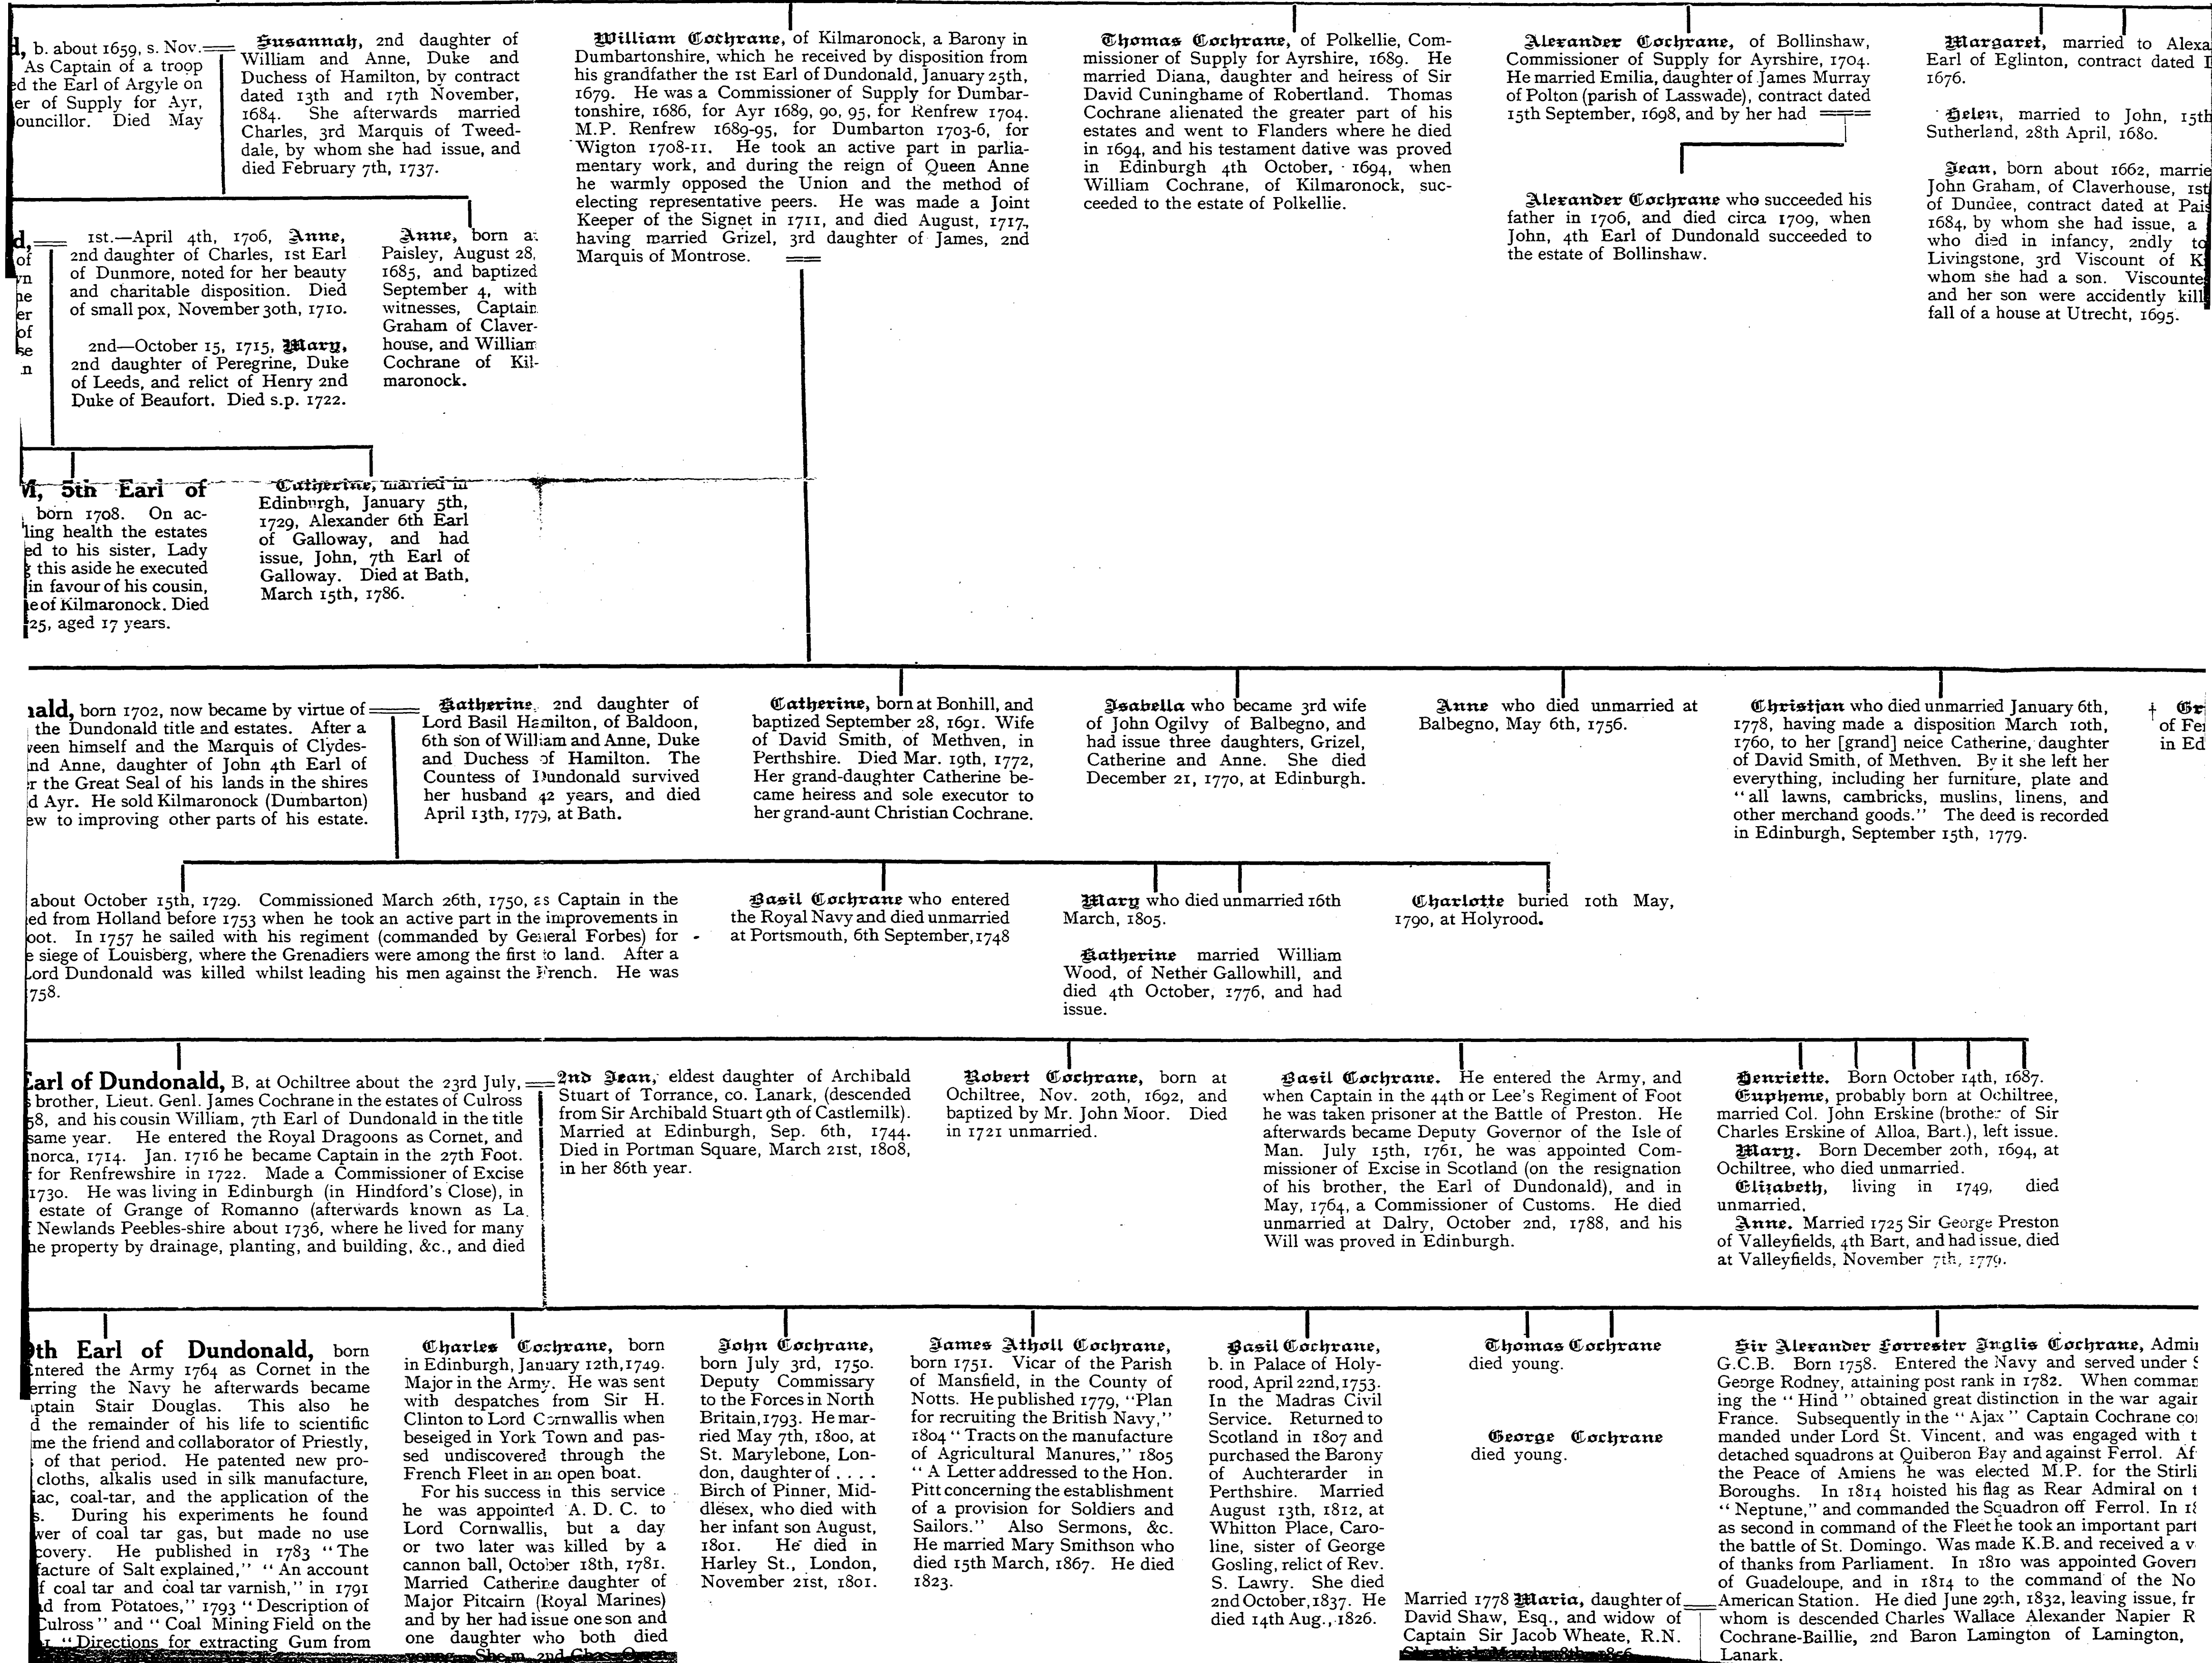 d, b. about 1659, s. Nov.
As Captain of a troop
ed the Earl of Argyle on
er of Supply for Ayr,
ouncillor. Died May
Susannah, 2nd daughter of
William and Anne, Duke and
Duchess of Hamilton, by contract
dated 13th and 17th November,
1684. She afterwards married
Charles, 3rd Marquis of Tweed-
dale, by whom she had issue, and
died February 7th, 1737.
William Cochrane, of Kilmaronock, a Barony in
Dumbartonshire, which he received by disposition from
his grandfather the 1st Earl of Dundonald, January 25th,
1679. He was a Commissioner of Supply for Dumbar-
tonshire, 1686, for Ayr 1689, 90, 95, for Renfrew 1704.
M.P. Renfrew 1689-95, for Dumbarton 1703-6, for
Wigton 1708-11. He took an active part in parlia-
mentary work, and during the reign of Queen Anne
he warmly opposed the Union and the method of
electing representative peers. He was made a Joint
Keeper of the Signet in 1711, and died August, 1717,
having married Grizel, 3rd daughter of James, 2nd
Marquis of Montrose.
Thomas Cochrane, of Polkellie, Com-
missioner of Supply for Ayrshire, 1689. He
married Diana, daughter and heiress of Sir
David Cuninghame of Robertland. Thomas
Cochrane alienated the greater part of his
estates and went to Flanders where he died
in 1694, and his testament dative was proved
in Edinburgh 4th October, 1694, when
William Cochrane, of Kilmaronock, suc-
ceeded to the estate of Polkellie.
Alexander Cochrane, of Bollinshaw,
Commissioner of Supply for Ayrshire, 1704.
He married Emilia, daughter of James Murray
of Polton (parish of Lasswade), contract dated
15th September, 1698, and by her had
Alexander Cochrane who succeeded his
father in 1706, and died circa 1709, when
John, 4th Earl of Dundonald succeeded to
the estate of Bollinshaw.
Margaret, married to Alexa
Earl of Eglinton, contract dated
1676.
Helen, married to John, 15th
Sutherland, 28th April, 1680.
Jean, born about 1662, marrie
John Graham, of Claverhouse, 1st
of Dundee, contract dated at Pais
1684, by whom she had issue, a
who died in infancy, 2ndly to
Livingstone, 3rd Viscount of K
whom she had a son. Viscounte
and her son were accidently kill
fall of a house at Utrecht, 1695.
d,
of
yn
he
er
of
se
n
1st.—April 4th, 1706, Anne,
2nd daughter of Charles, 1st Earl
of Dunmore, noted for her beauty
and charitable disposition. Died
of small pox, November 30th, 1710.
2nd—October 15, 1715, Mary,
2nd daughter of Peregrine, Duke
of Leeds, and relict of Henry 2nd
Duke of Beaufort. Died s.p. 1722.
Anne, born at
Paisley, August 28,
1685, and baptized
September 4, with
witnesses, Captain
Graham of Claver-
house, and William
Cochrane of Kil-
maronock.
M, 5th Earl of
born 1708. On ac-
ling health the estates
ed to his sister, Lady
g this aside he executed
in favour of his cousin,
e of Kilmaronock. Died
25, aged 17 years.
Catherine, married in
Edinburgh, January 5th,
1729, Alexander 6th Earl
of Galloway, and had
issue, John, 7th Earl of
Galloway. Died at Bath,
March 15th, 1786.
nald, born 1702, now became by virtue of
the Dundonald title and estates. After a
veen himself and the Marquis of Clydes-
nd Anne, daughter of John 4th Earl of
r the Great Seal of his lands in the shires
d Ayr. He sold Kilmaronock (Dumbarton)
ew to improving other parts of his estate.
Katherine, 2nd daughter of
Lord Basil Hamilton, of Baldoon,
6th son of William and Anne, Duke
and Duchess of Hamilton. The
Countess of Dundonald survived
her husband 42 years, and died
April 13th, 1779, at Bath.
Catherine, born at Bonhill, and
baptized September 28, 1691. Wife
of David Smith, of Methven, in
Perthshire. Died Mar. 19th, 1772,
Her grand-daughter Catherine be-
came heiress and sole executor to
her grand-aunt Christian Cochrane.
Isabella who became 3rd wife
of John Ogilvy of Balbegno, and
had issue three daughters, Grizel,
Catherine and Anne. She died
December 21, 1770, at Edinburgh.
Anne who died unmarried at
Balbegno, May 6th, 1756.
Christian who died unmarried January 6th,
1778, having made a disposition March 10th,
1760, to her [grand] neice Catherine, daughter
of David Smith, of Methven. By it she left her
everything, including her furniture, plate and
"all lawns, cambricks, muslins, linens, and
other merchand goods." The deed is recorded
in Edinburgh, September 15th, 1779.
† Gr
of Fe
in Ed
about October 15th, 1729. Commissioned March 26th, 1750, as Captain in the
ed from Holland before 1753 when he took an active part in the improvements in
oot. In 1757 he sailed with his regiment (commanded by General Forbes) for
e siege of Louisberg, where the Grenadiers were among the first to land. After a
Lord Dundonald was killed whilst leading his men against the French. He was
758.
Basil Cochrane who entered
the Royal Navy and died unmarried
at Portsmouth, 6th September, 1748
Mary who died unmarried 16th
March, 1805.
Katherine married William
Wood, of Nether Gallowhill, and
died 4th October, 1776, and had
issue.
Charlotte buried 10th May,
1790, at Holyrood.
Earl of Dundonald, B, at Ochiltree about the 23rd July,
s brother, Lieut. Genl. James Cochrane in the estates of Culross
58, and his cousin William, 7th Earl of Dundonald in the title
same year. He entered the Royal Dragoons as Cornet, and
norca, 1714. Jan. 1716 he became Captain in the 27th Foot.
r for Renfrewshire in 1722. Made a Commissioner of Excise
1730. He was living in Edinburgh (in Hindford's Close), in
estate of Grange of Romanno (afterwards known as La
f Newlands Peebles-shire about 1736, where he lived for many
he property by drainage, planting, and building, &c., and died
2nd Jean, eldest daughter of Archibald
Stuart of Torrance, co. Lanark, (descended
from Sir Archibald Stuart 9th of Castlemilk).
Married at Edinburgh, Sep. 6th, 1744.
Died in Portman Square, March 21st, 1808,
in her 86th year.
Robert Cochrane, born at
Ochiltree, Nov. 20th, 1692, and
baptized by Mr. John Moor. Died
in 1721 unmarried.
Basil Cochrane. He entered the Army, and
when Captain in the 44th or Lee's Regiment of Foot
he was taken prisoner at the Battle of Preston. He
afterwards became Deputy Governor of the Isle of
Man. July 15th, 1761, he was appointed Com-
missioner of Excise in Scotland (on the resignation
of his brother, the Earl of Dundonald), and in
May, 1764, a Commissioner of Customs. He died
unmarried at Dalry, October 2nd, 1788, and his
Will was proved in Edinburgh.
Henriette. Born October 14th, 1687.
Eupheme, probably born at Ochiltree,
married Col. John Erskine (brother of Sir
Charles Erskine of Alloa, Bart.), left issue.
Mary. Born December 20th, 1694, at
Ochiltree, who died unmarried.
Elizabeth, living in 1749, died
unmarried.
Anne. Married 1725 Sir George Preston
of Valleyfields, 4th Bart, and had issue, died
at Valleyfields, November 7th, 1779.
9th Earl of Dundonald, born
Entered the Army 1764 as Cornet in the
erring the Navy he afterwards became
ptain Stair Douglas. This also he
d the remainder of his life to scientific
me the friend and collaborator of Priestly,
of that period. He patented new pro-
cloths, alkalis used in silk manufacture,
iac, coal-tar, and the application of the
s. During his experiments he found
wer of coal tar gas, but made no use
covery. He published in 1783 "The
facture of Salt explained," "An account
f coal tar and coal tar varnish," in 1791
d from Potatoes," 1793 "Description of
Culross" and "Coal Mining Field on the
"Directions for extracting Gum from
Charles Cochrane, born
in Edinburgh, January 12th, 1749.
Major in the Army. He was sent
with despatches from Sir H.
Clinton to Lord Cornwallis when
beseiged in York Town and pas-
sed undiscovered through the
French Fleet in an open boat.
For his success in this service
he was appointed A. D. C. to
Lord Cornwallis, but a day
or two later was killed by a
cannon ball, October 18th, 1781.
Married Catherine daughter of
Major Pitcairn (Royal Marines)
and by her had issue one son and
one daughter who both died
young. She m. 2nd Chas. Owen
John Cochrane,
born July 3rd, 1750.
Deputy Commissary
to the Forces in North
Britain, 1793. He mar-
ried May 7th, 1800, at
St. Marylebone, Lon-
don, daughter of . . . .
Birch of Pinner, Mid-
dlesex, who died with
her infant son August,
1801. He died in
Harley St., London,
November 21st, 1801.
James Atholl Cochrane,
born 1751. Vicar of the Parish
of Mansfield, in the County of
Notts. He published 1779, "Plan
for recruiting the British Navy,"
1804 "Tracts on the manufacture
of Agricultural Manures," 1805
"A Letter addressed to the Hon.
Pitt concerning the establishment
of a provision for Soldiers and
Sailors." Also Sermons, &c.
He married Mary Smithson who
died 15th March, 1867. He died
1823.
Basil Cochrane,
b. in Palace of Holy-
rood, April 22nd, 1753.
In the Madras Civil
Service. Returned to
Scotland in 1807 and
purchased the Barony
of Auchterarder in
Perthshire. Married
August 13th, 1812, at
Whitton Place, Caro-
line, sister of George
Gosling, relict of Rev.
S. Lawry. She died
2nd October, 1837. He
died 14th Aug., 1826.
Thomas Cochrane
died young.
George Cochrane
died young.
Married 1778 Maria, daughter of
David Shaw, Esq., and widow of
Captain Sir Jacob Wheate, R.N.
Sir Alexander Forrester Inglis Cochrane, Admi
G.C.B. Born 1758. Entered the Navy and served under S
George Rodney, attaining post rank in 1782. When comman
ing the "Hind" obtained great distinction in the war again
France. Subsequently in the "Ajax" Captain Cochrane co
manded under Lord St. Vincent, and was engaged with t
detached squadrons at Quiberon Bay and against Ferrol. Af
the Peace of Amiens he was elected M.P. for the Stirli
Boroughs. In 1814 hoisted his flag as Rear Admiral on t
"Neptune," and commanded the Squadron off Ferrol. In 18
as second in command of the Fleet he took an important part
the battle of St. Domingo. Was made K.B. and received a v
of thanks from Parliament. In 1810 was appointed Govern
of Guadeloupe, and in 1814 to the command of the No
American Station. He died June 29th, 1832, leaving issue, fr
whom is descended Charles Wallace Alexander Napier R
Cochrane-Baillie, 2nd Baron Lamington of Lamington,
Lanark.